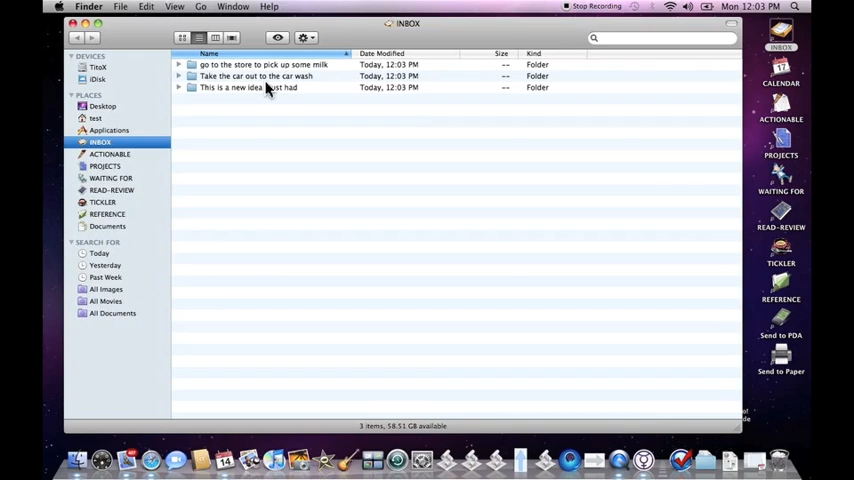 Finder File Edit View Go Window Help Stop Recording Mon 12:03 PM
INBOX
Name Date Modified Size Kind
go to the store to pick up some milk Today, 12:03 PM -- Folder
Take the car out to the car wash Today, 12:03 PM -- Folder
This is a new idea had Today, 12:03 PM -- Folder
DEVICES
TitoX
iDisk
PLACES
Desktop
test
Applications
INBOX
ACTIONABLE
PROJECTS
WAITING FOR
READ-REVIEW
TICKLER
REFERENCE
Documents
SEARCH FOR
Today
Yesterday
Past Week
All Images
All Movies
All Documents
3 items, 58.51 GB available
INBOX
CALENDAR
ACTIONABLE
PROJECTS
WAITING FOR
READ-REVIEW
TICKLER
REFERENCE
Send to PDA
Send to Paper
14